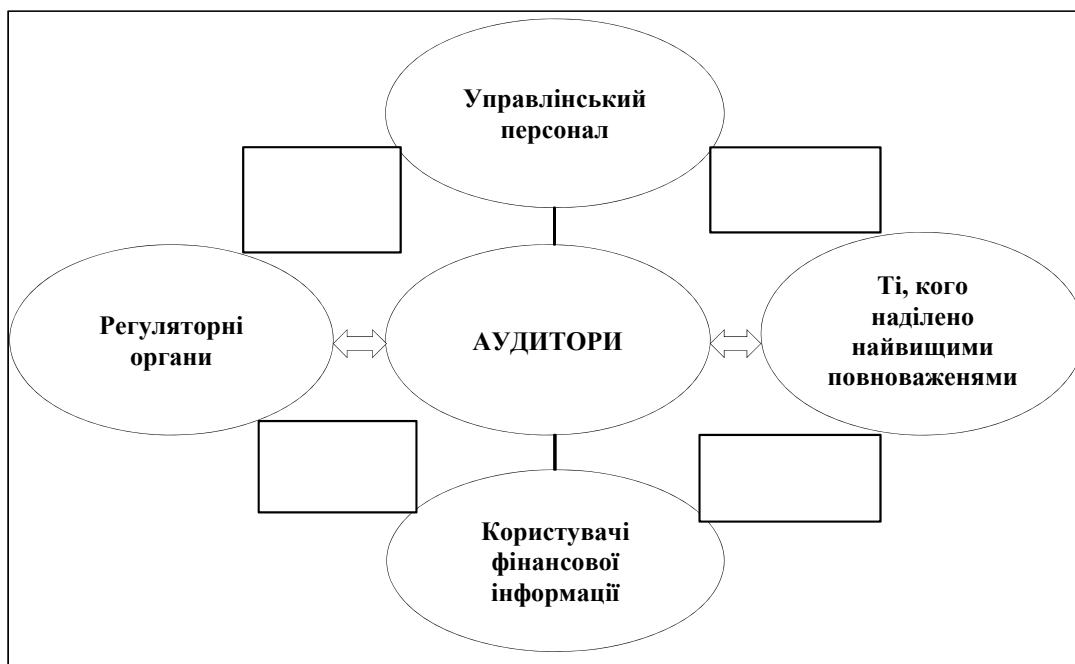 Управлінський
персонал
Регуляторні
органи
АУДИТОРИ
Ті, кого
наділено
найвищими
повноваженями
Користувачі
фінансової
інформації